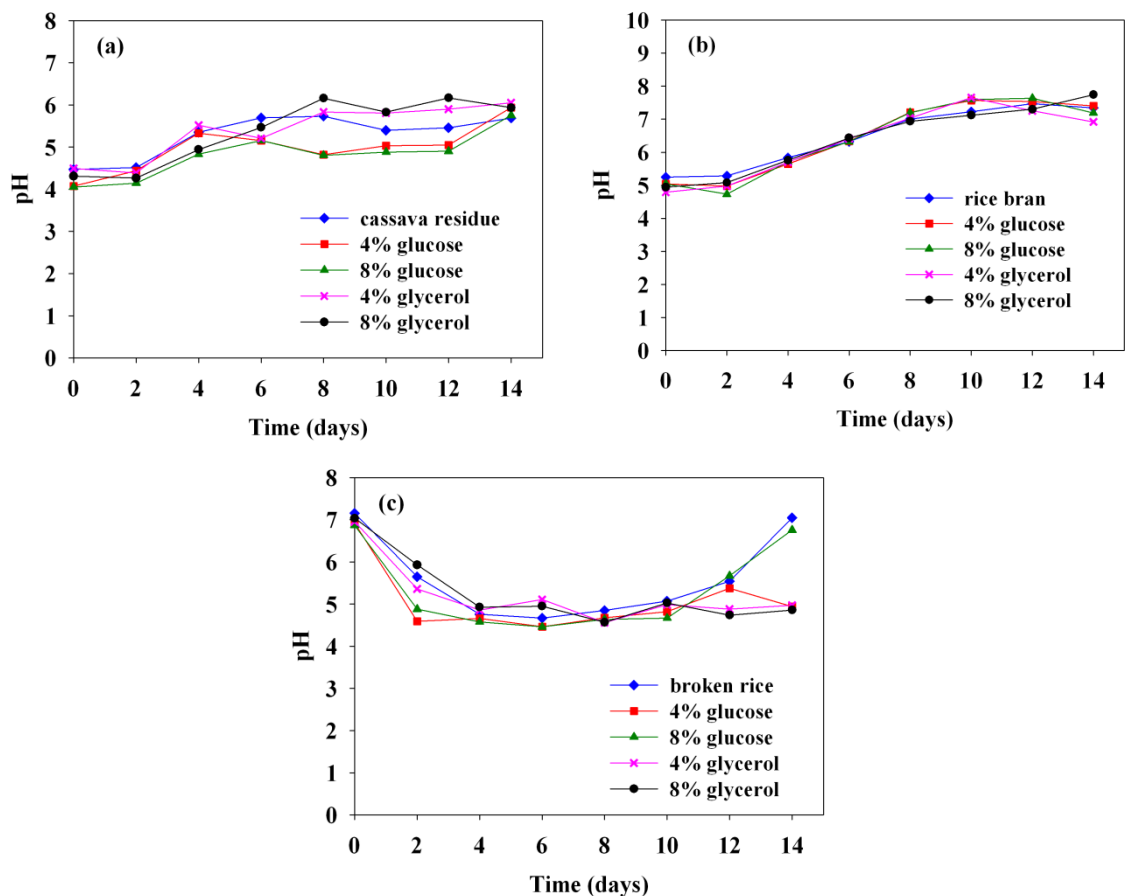 (a)
8
7
6
5
4
3
2
1
0
pH
0 2 4 6 8 10 12 14
Time (days)
cassava residue
4% glucose
8% glucose
4% glycerol
8% glycerol
(b)
10
9
8
7
6
5
4
3
2
1
0
pH
0 2 4 6 8 10 12 14
Time (days)
rice bran
4% glucose
8% glucose
4% glycerol
8% glycerol
(c)
8
7
6
5
4
3
2
1
0
pH
0 2 4 6 8 10 12 14
Time (days)
broken rice
4% glucose
8% glucose
4% glycerol
8% glycerol